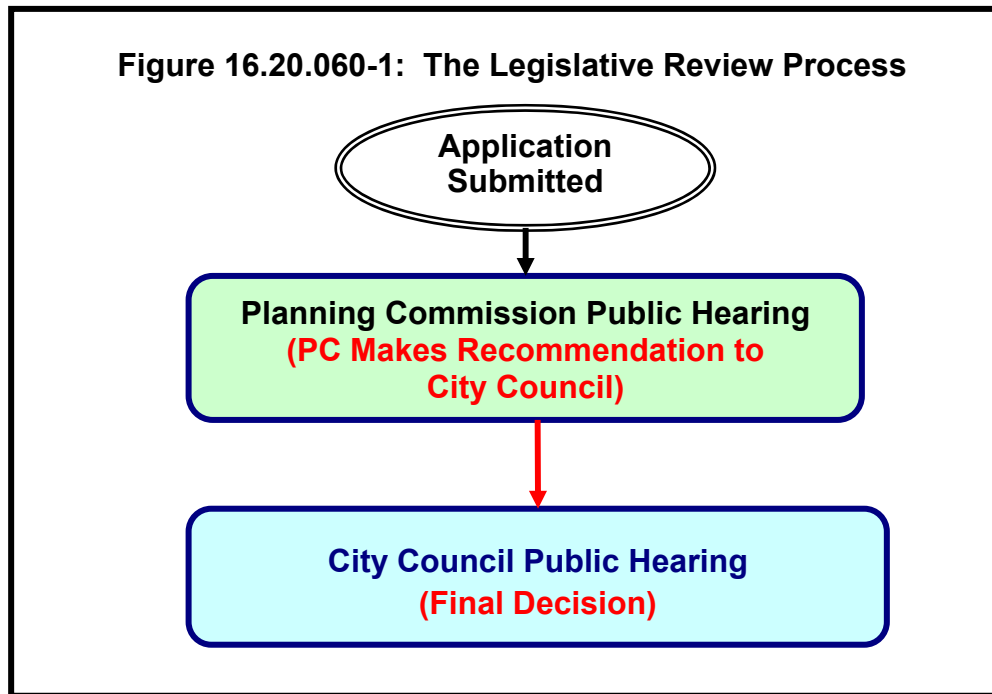 Figure 16.20.060-1: The Legislative Review Process
Application
Submitted
Planning Commission Public Hearing
(PC Makes Recommendation to
City Council)
City Council Public Hearing
(Final Decision)